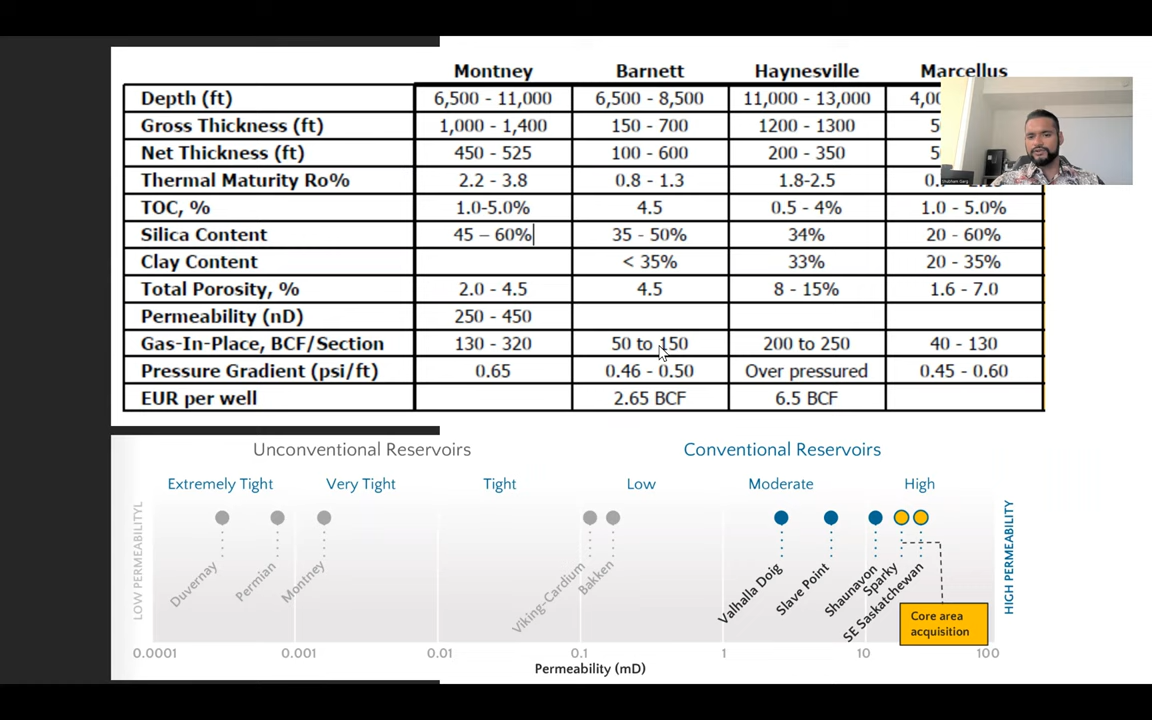 Montney Barnett Haynesville Marcellus
Depth (ft) 6,500 - 11,000 6,500 - 8,500 11,000 - 13,000 4,00
Gross Thickness (ft) 1,000 - 1,400 150 - 700 1200 - 1300 5
Net Thickness (ft) 450 - 525 100 - 600 200 - 350 5
Thermal Maturity Ro% 2.2 - 3.8 0.8 - 1.3 1.8-2.5
TOC, % 1.0-5.0% 4.5 0.5 - 4% 1.0 - 5.0%
Silica Content 45 – 60% 35 - 50% 34% 20 - 60%
Clay Content < 35% 33% 20 - 35%
Total Porosity, % 2.0 - 4.5 4.5 8 - 15% 1.6 - 7.0
Permeability (nD) 250 - 450
Gas-In-Place, BCF/Section 130 - 320 50 to 150 200 to 250 40 - 130
Pressure Gradient (psi/ft) 0.65 0.46 - 0.50 Over pressured 0.45 - 0.60
EUR per well 2.65 BCF 6.5 BCF
Unconventional Reservoirs Conventional Reservoirs
Extremely Tight Very Tight Tight Low Moderate High
LOW PERMEABILITYL
Duvernay
Permian
Montney
Viking-Cardium
Bakken
Valhalla Doig
Slave Point
Shaunavon
Sparky
SE Saskatchewan
HIGH PERMEABILITY
Core area
acquisition
0.0001 0.001 0.01 0.1 1 10 100
Permeability (mD)